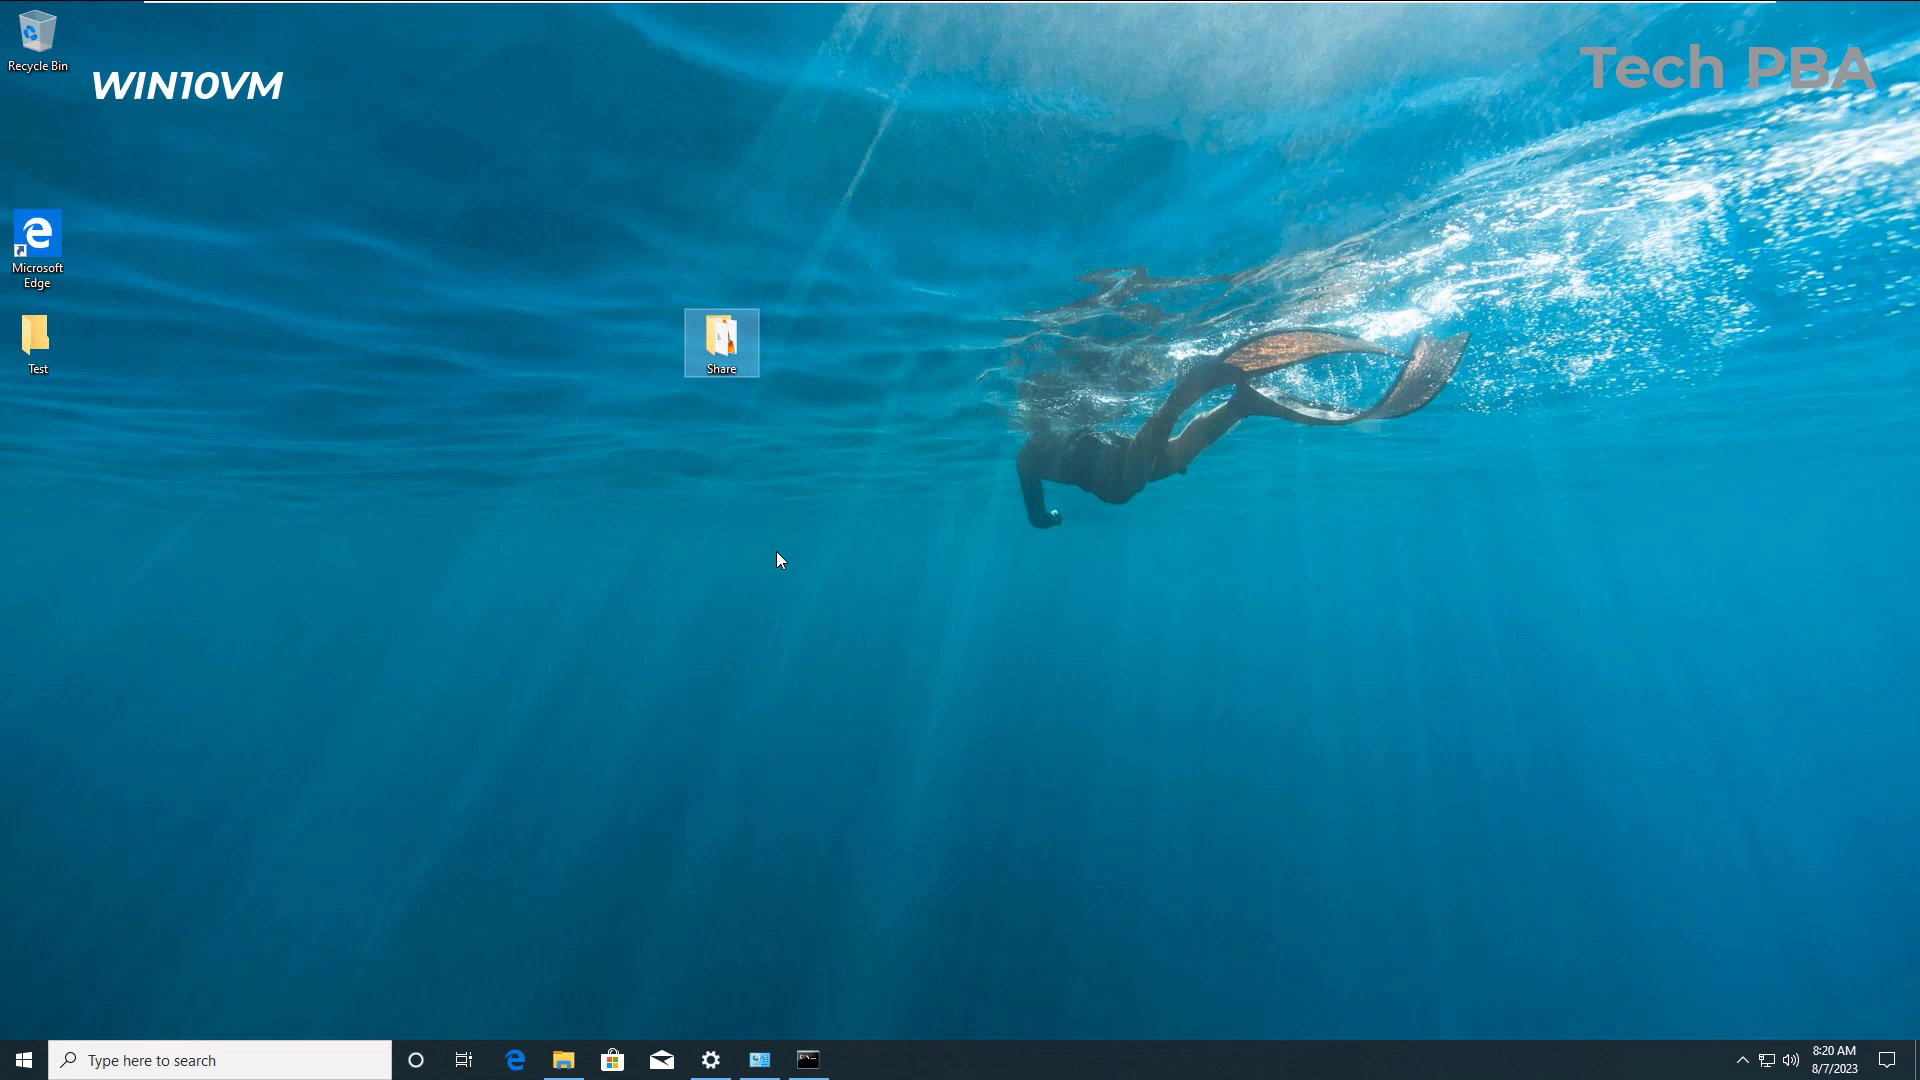 Recycle Bin
WIN10VM
Tech PBA
Microsoft
Edge
Test
Share
Type here to search
8:20 AM
8/7/2023